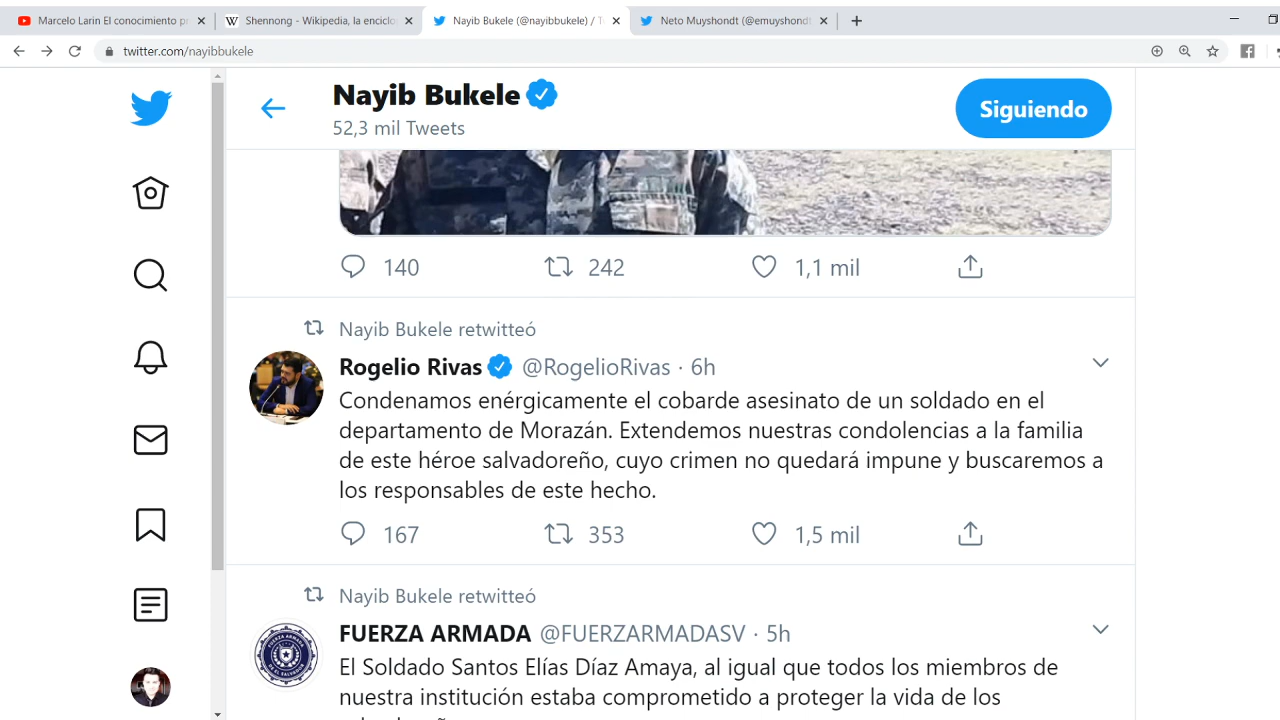 Marcelo Larin El conocimiento pr
Shennong - Wikipedia, la enciclo
Nayib Bukele (@nayibbukele) / T
Neto Muyshondt (@emuyshondt
twitter.com/nayibbukele
Nayib Bukele
52,3 mil Tweets
Siguiendo
140 242 1,1 mil
Nayib Bukele retwitteó
Rogelio Rivas @RogelioRivas · 6h
Condenamos enérgicamente el cobarde asesinato de un soldado en el
departamento de Morazán. Extendemos nuestras condolencias a la familia
de este héroe salvadoreño, cuyo crimen no quedará impune y buscaremos a
los responsables de este hecho.
167 353 1,5 mil
Nayib Bukele retwitteó
FUERZA ARMADA @FUERZARMADASV · 5h
El Soldado Santos Elías Díaz Amaya, al igual que todos los miembros de
nuestra institución estaba comprometido a proteger la vida de los